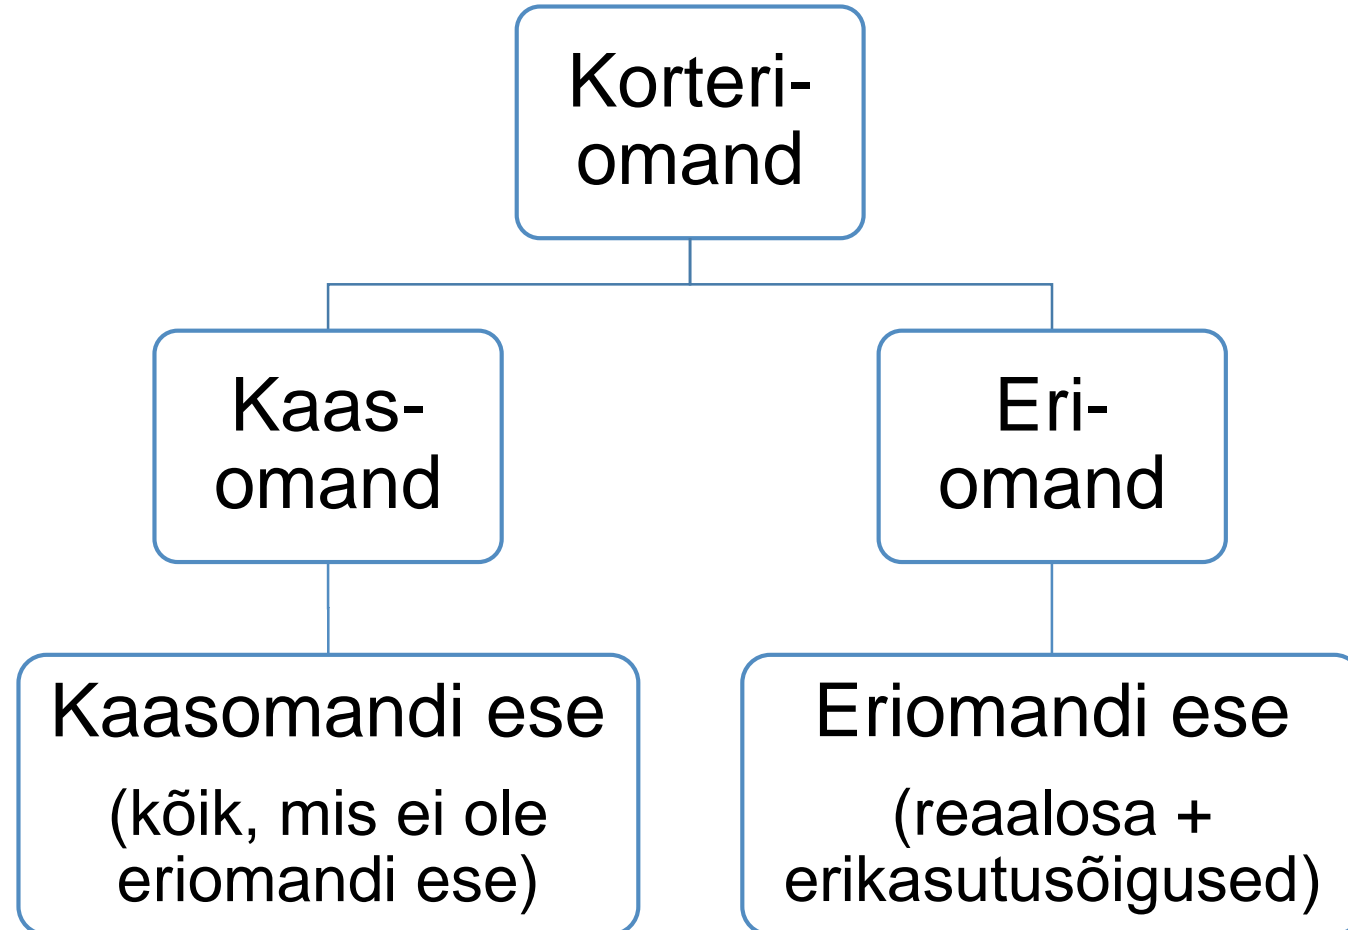 Korteri-
omand
Kaas-
omand
Eri-
omand
Kaasomandi ese
(kõik, mis ei ole
eriomandi ese)
Eriomandi ese
(reaalosa +
erikasutusõigused)